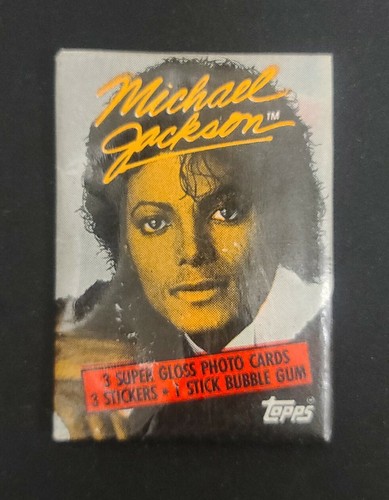 Michael
Jackson™
3 SUPER GLOSS PHOTO CARDS
3 STICKERS • 1 STICK BUBBLE GUM
topps